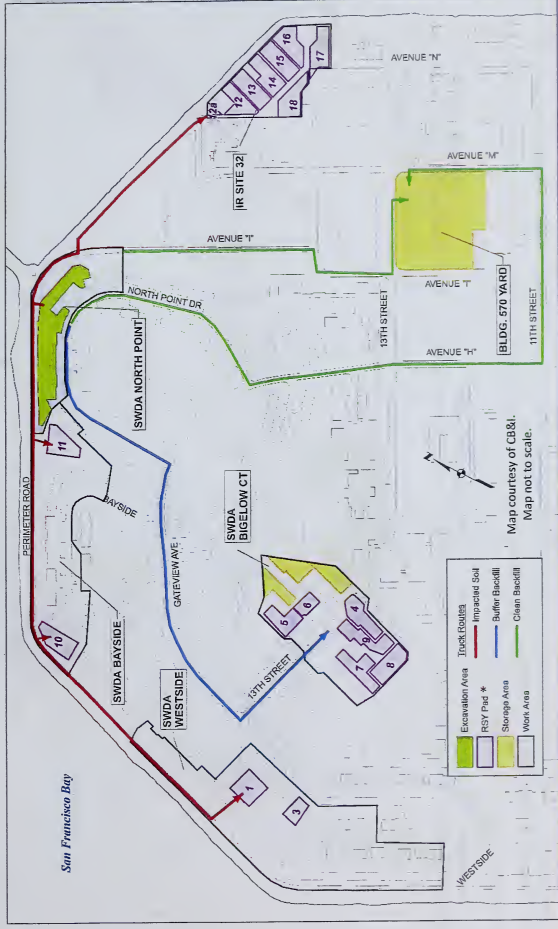 San Francisco Bay
PERIMETER ROAD
SWDA BAYSIDE
SWDA
WESTSIDE
1
3
10
11
BAYSIDE
GATEVIEW AVE
13TH STREET
WESTSIDE
SWDA NORTH POINT
NORTH POINT DR
SWDA
BIGELOW CT
5
6
4
9
7
8
AVENUE "I"
IR SITE 32
12a
12
13
14
15
16
17
18
AVENUE "N"
AVENUE "M"
13TH STREET
AVENUE "I"
BLDG. 570 YARD
AVENUE "H"
11TH STREET
N
Map courtesy of CB&I.
Map not to scale.
Excavation Area
RSY Pad *
Storage Area
Work Area
Truck Routes
Impacted Soil
Buffer Backfill
Clean Backfill